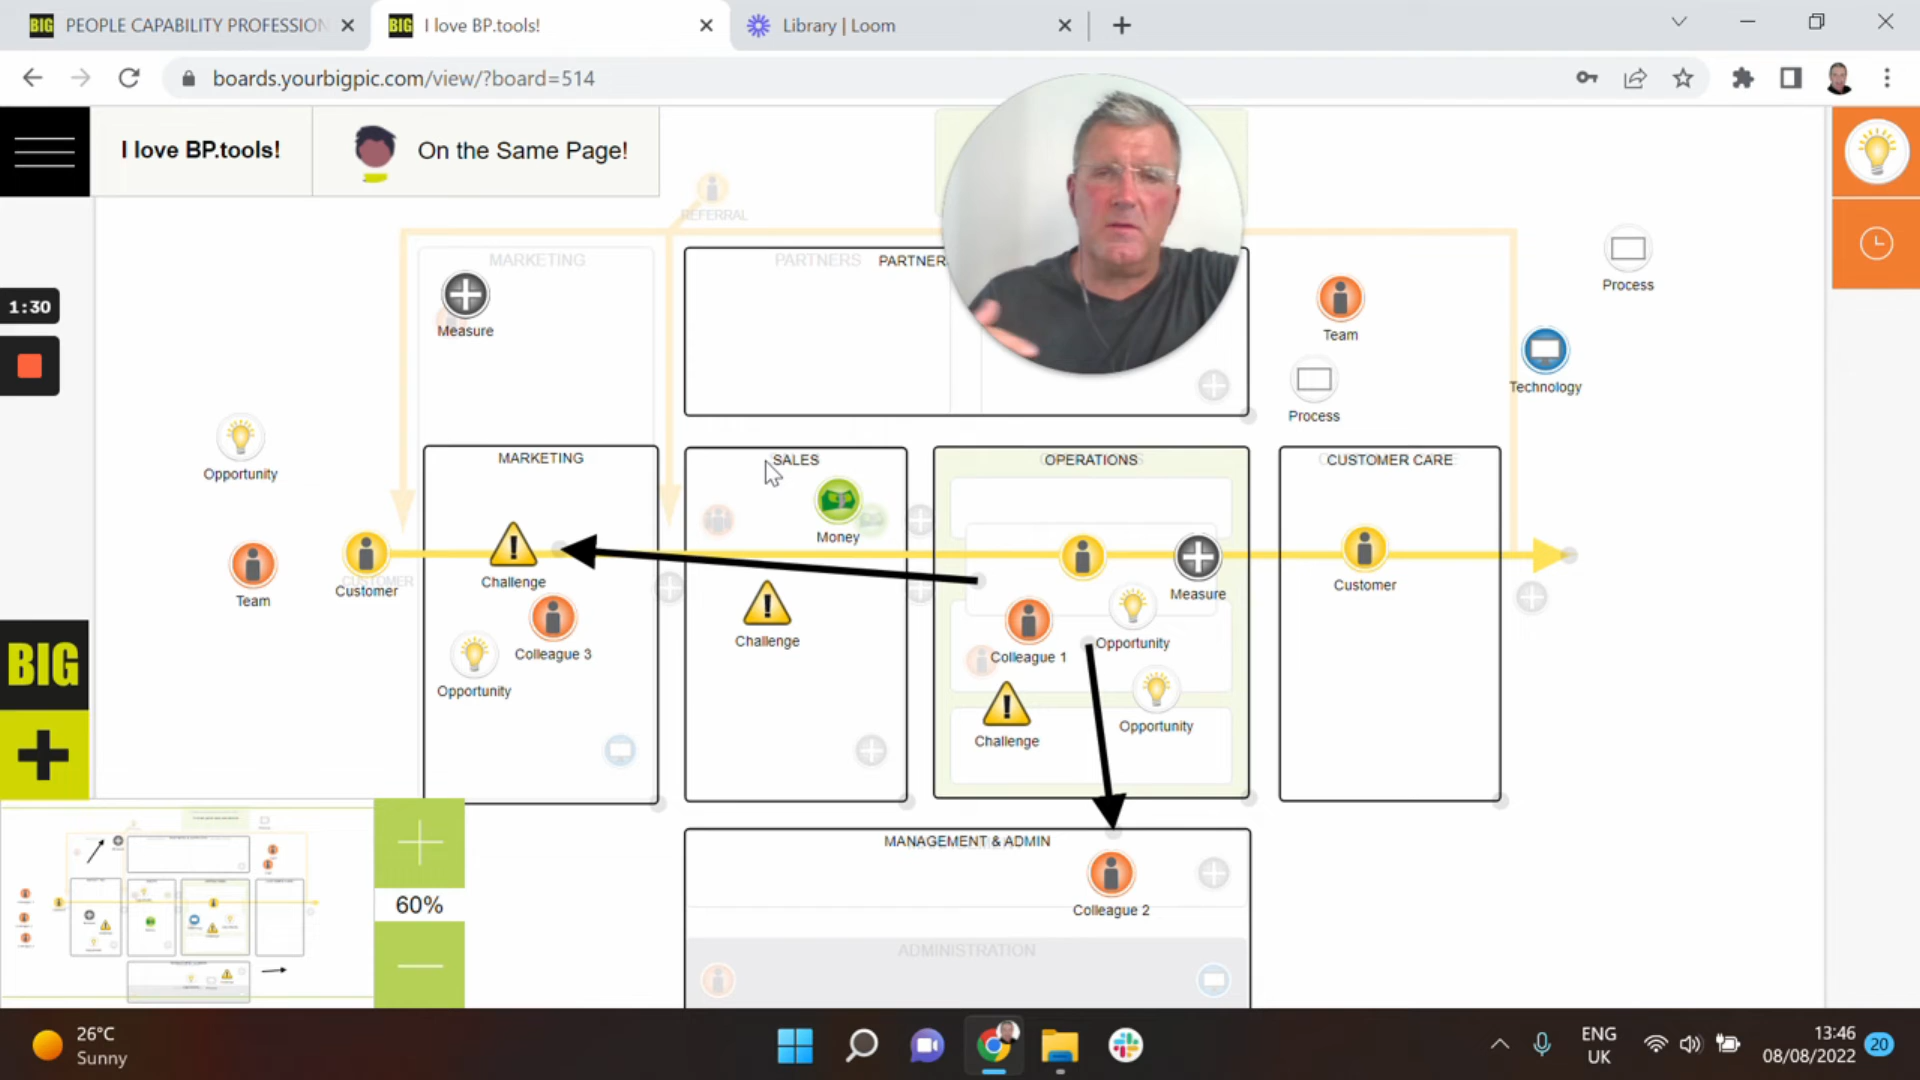 BIG PEOPLE CAPABILITY PROFESSION
BIG I love BP.tools!
Library | Loom
boards.yourbigpic.com/view/?board=514
I love BP.tools!
On the Same Page!
REFERRAL
MARKETING
PARTNERS
PARTNER
Process
Measure
1:30
Team
Technology
Process
Opportunity
MARKETING
SALES
OPERATIONS
CUSTOMER CARE
Money
Challenge
CUSTOMER
Customer
Team
Measure
Customer
Challenge
Opportunity
Colleague 3
Colleague 1
Opportunity
BIG
Opportunity
Challenge
MANAGEMENT & ADMIN
60%
Colleague 2
ADMINISTRATION
26°C
Sunny
ENG
UK
13:46
08/08/2022
20